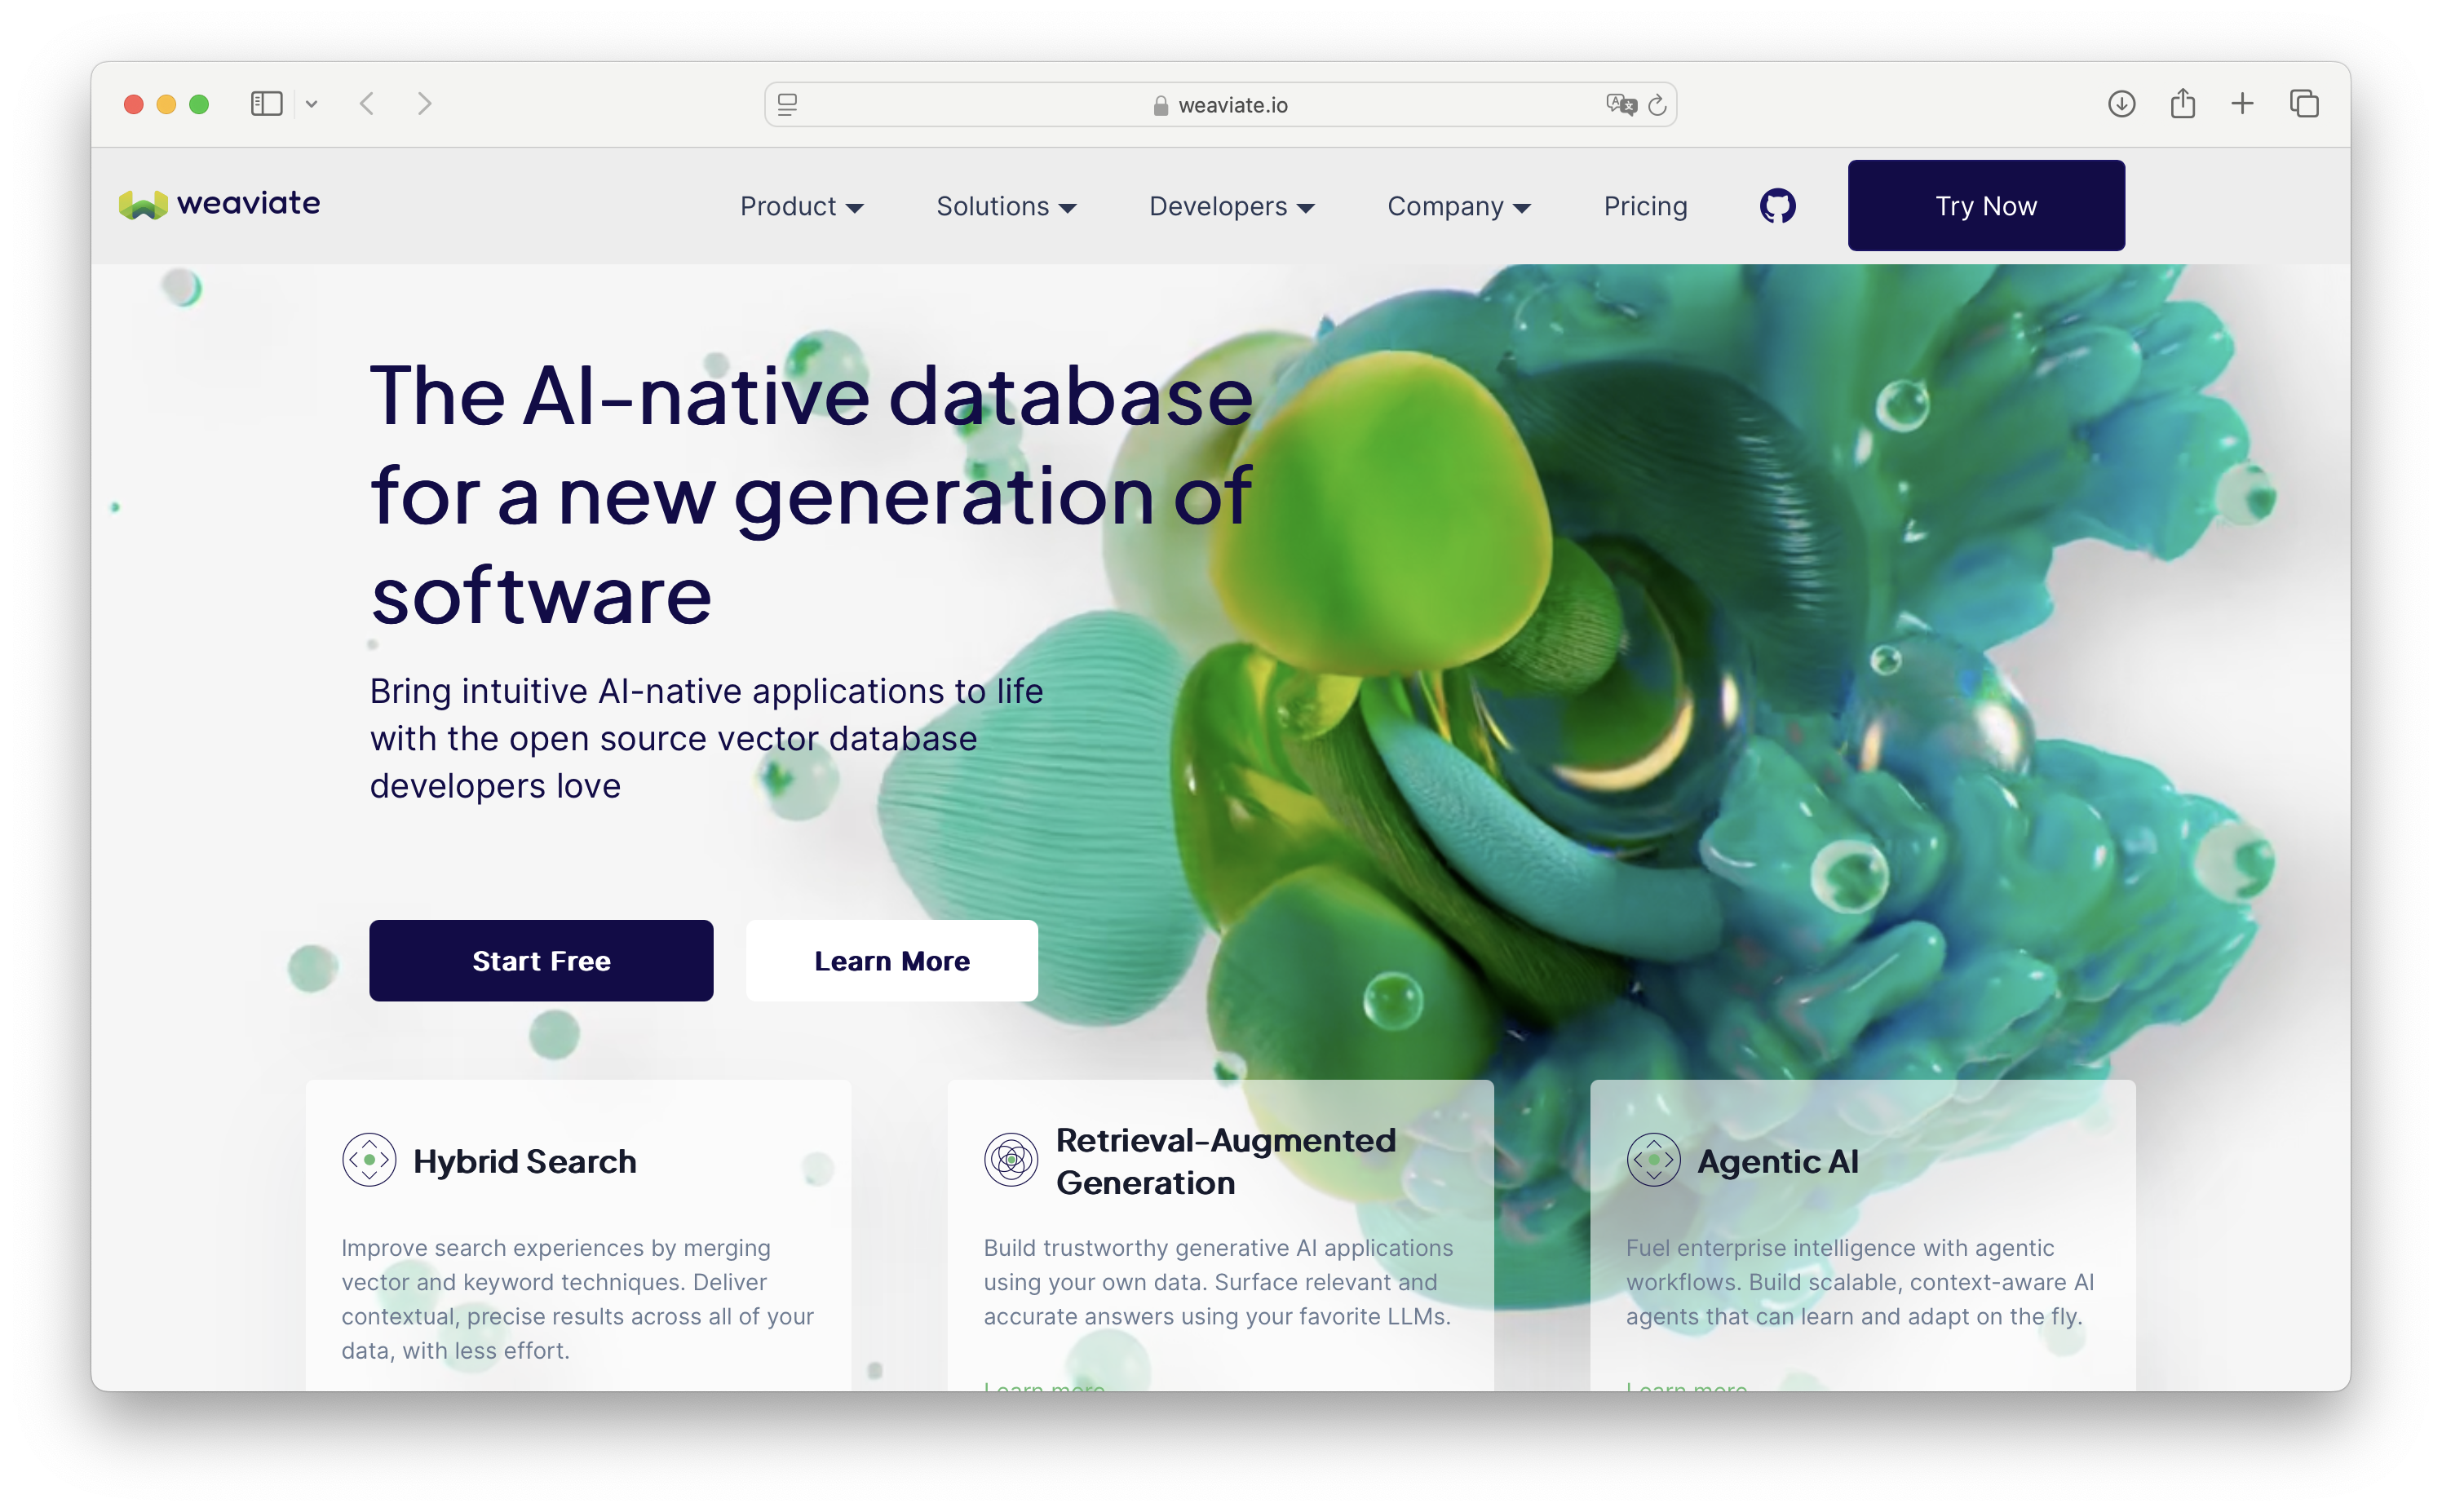 weaviate.io
weaviate
Product
Solutions
Developers
Company
Pricing
Try Now
The AI-native database
for a new generation of
software
Bring intuitive AI-native applications to life
with the open source vector database
developers love
Start Free
Learn More
Hybrid Search
Improve search experiences by merging
vector and keyword techniques. Deliver
contextual, precise results across all of your
data, with less effort.
Retrieval-Augmented
Generation
Build trustworthy generative AI applications
using your own data. Surface relevant and
accurate answers using your favorite LLMs.
Learn more
Agentic AI
Fuel enterprise intelligence with agentic
workflows. Build scalable, context-aware AI
agents that can learn and adapt on the fly.
Learn more